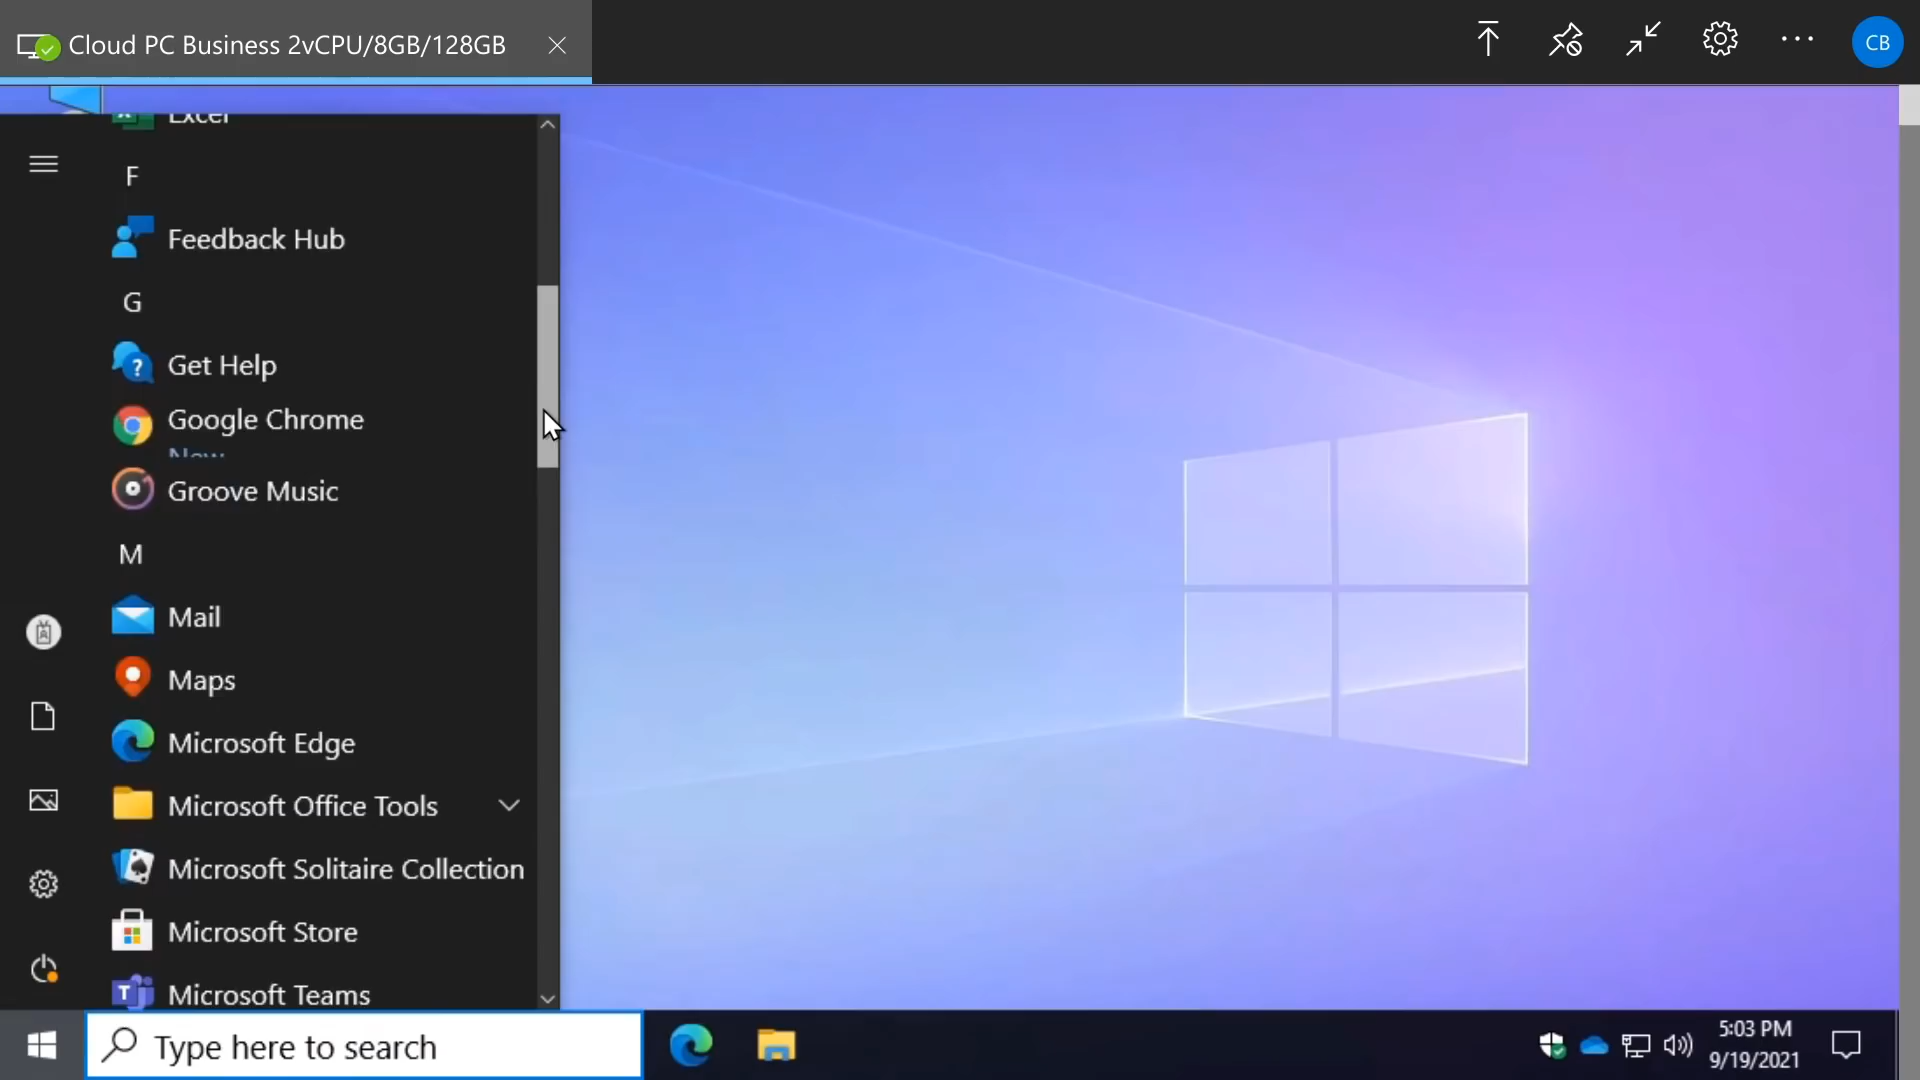 Cloud PC Business 2vCPU/8GB/128GB
CB
Excel
F
Feedback Hub
G
Get Help
Google Chrome
New
Groove Music
M
Mail
Maps
Microsoft Edge
Microsoft Office Tools
Microsoft Solitaire Collection
Microsoft Store
Microsoft Teams
Type here to search
5:03 PM
9/19/2021